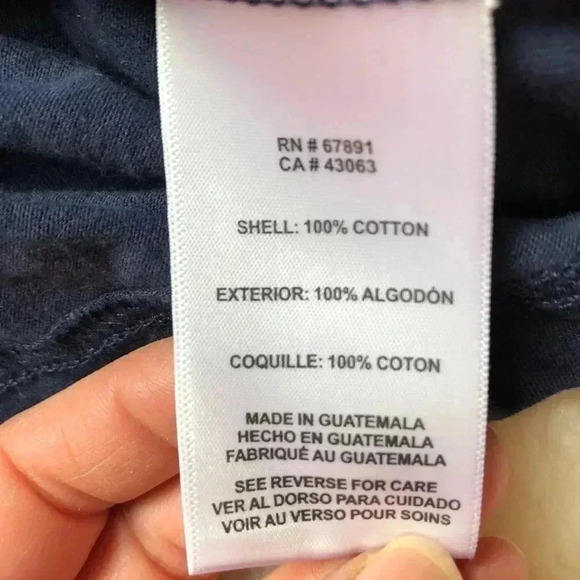 RN # 67891
CA # 43063
SHELL: 100% COTTON
EXTERIOR: 100% ALGODÓN
COQUILLE: 100% COTON
MADE IN GUATEMALA
HECHO EN GUATEMALA
FABRIQUÉ AU GUATEMALA
SEE REVERSE FOR CARE
VER AL DORSO PARA CUIDADO
VOIR AU VERSO POUR SOINS